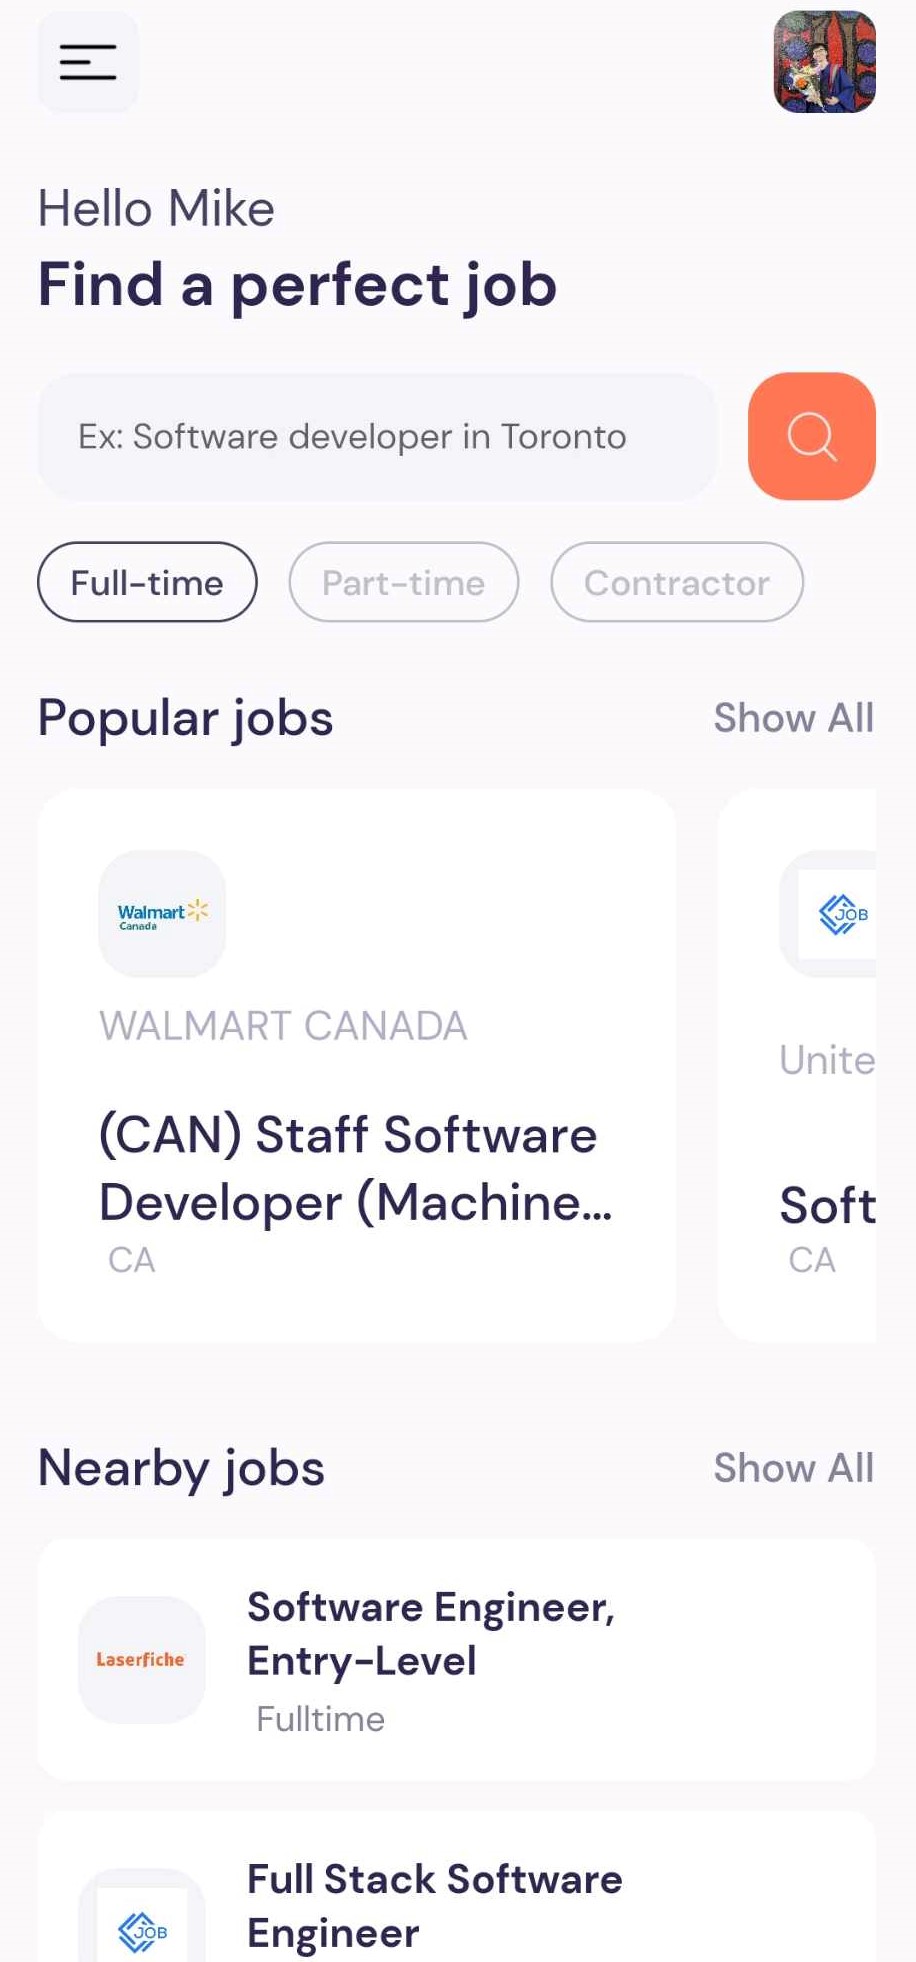 Hello Mike
Find a perfect job
Ex: Software developer in Toronto
Full-time
Part-time
Contractor
Popular jobs
Show All
Walmart
Canada
WALMART CANADA
(CAN) Staff Software
Developer (Machine...
CA
JOB
Unite
Soft
CA
Nearby jobs
Show All
Laserfiche
Software Engineer,
Entry-Level
Fulltime
JOB
Full Stack Software
Engineer